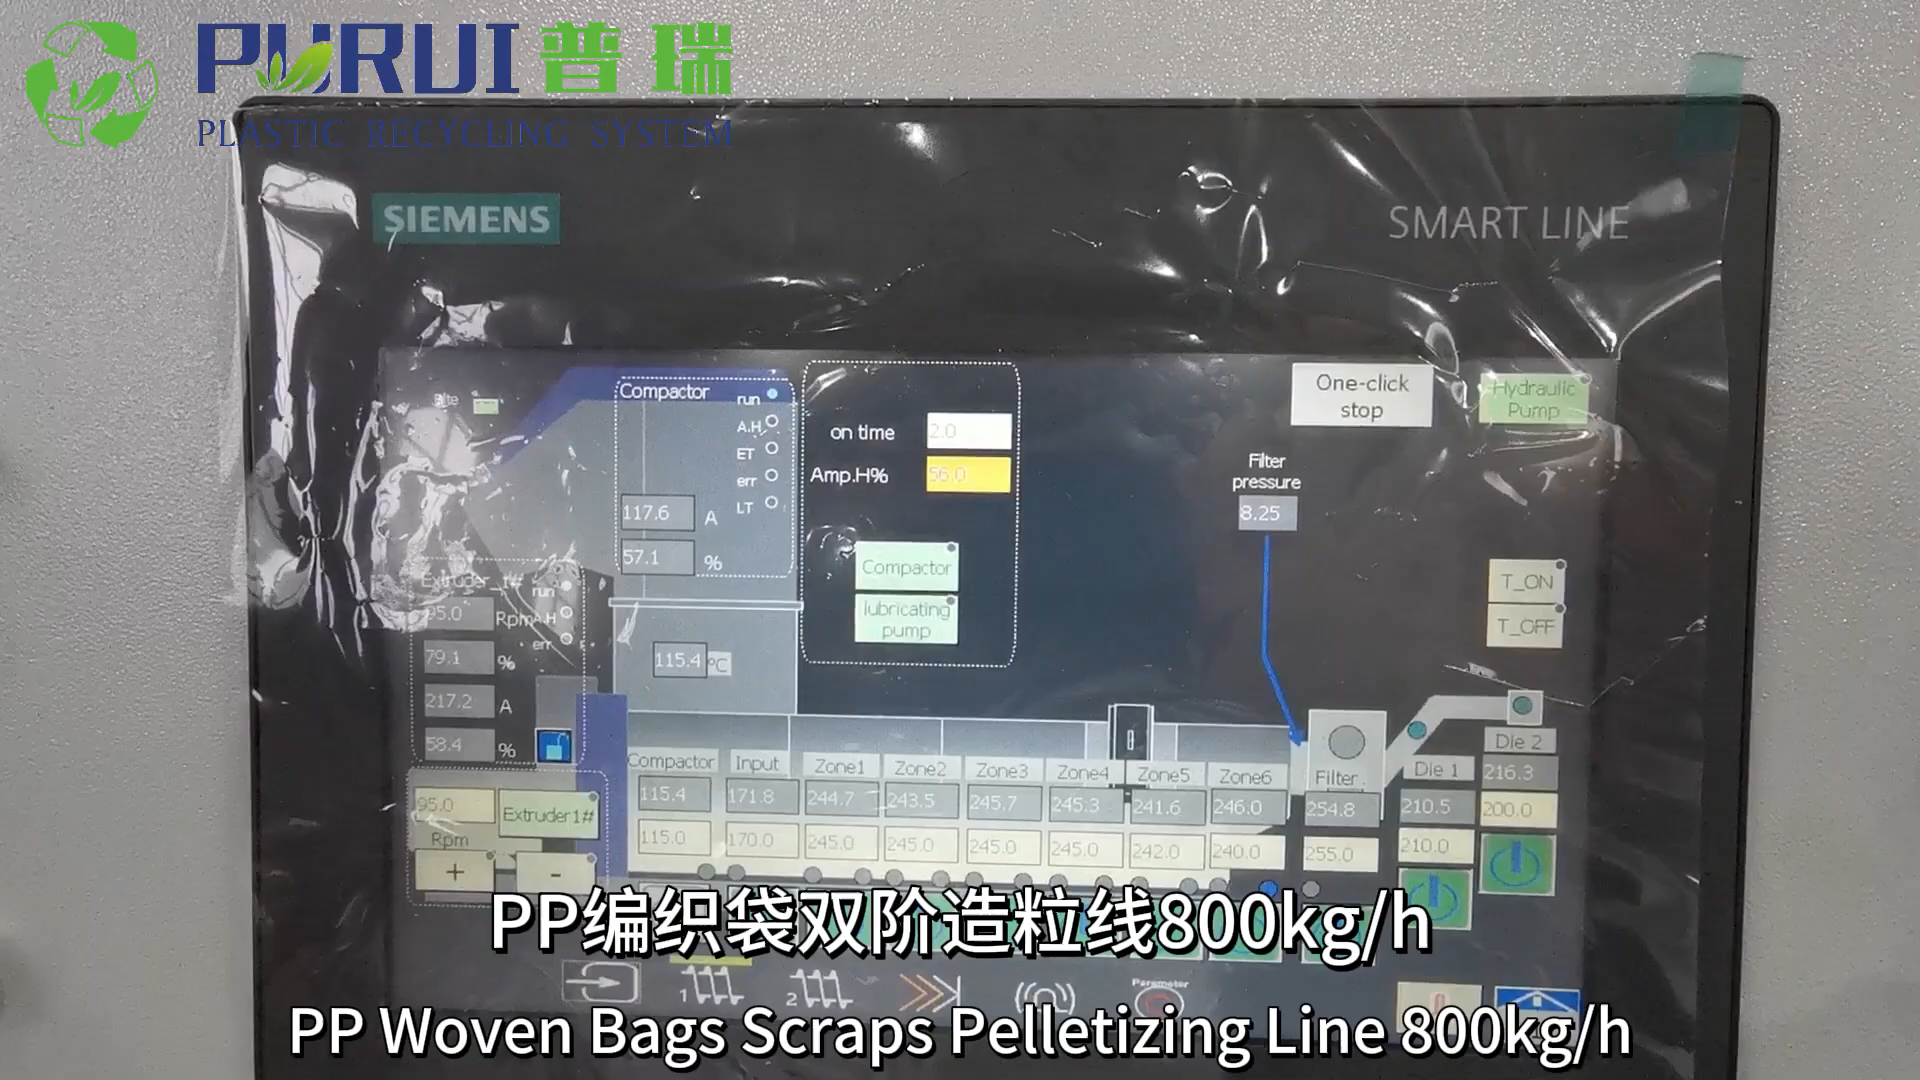 PURUI普瑞
PLASTIC RECYCLING SYSTEM
SIEMENS
SMART LINE
Compactor
run
A.H
ET
err
LT
117.6 A
57.1 %
on time 2.0
Amp.H% 56.0
Compactor
lubricating
pump
One-click
stop
Hydraulic
Pump
Filter
pressure
8.25
T_ON
T_OFF
Extruder_1#
run
95.0 Rpm A.H
err
79.1 %
217.2 A
58.4 %
115.4 °C
95.0
Rpm
Extruder1#
+ -
Compactor Input Zone1 Zone2 Zone3 Zone4 Zone5 Zone6 Filter Die 1 Die 2
115.4 171.8 244.7 243.5 245.7 245.3 241.6 246.0 254.8 210.5 216.3
115.0 170.0 245.0 245.0 245.0 245.0 242.0 240.0 255.0 210.0 200.0
PP编织袋双阶造粒线800kg/h
1 2 Parameter
PP Woven Bags Scraps Pelletizing Line 800kg/h